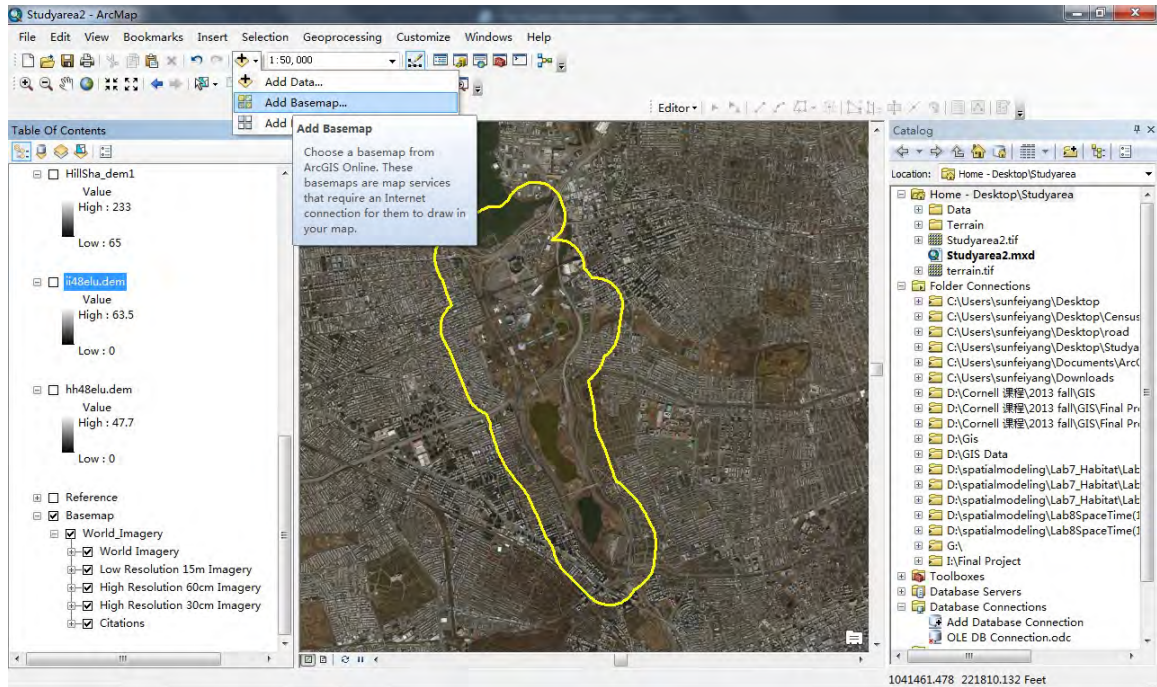 Studyarea2 - ArcMap
File Edit View Bookmarks Insert Selection Geoprocessing Customize Windows Help
1:50,000
Add Data...
Add Basemap...
Add
Editor
Add Basemap
Choose a basemap from
ArcGIS Online. These
basemaps are map services
that require an Internet
connection for them to draw in
your map.
Table Of Contents
HillSha_dem1
Value
High : 233
Low : 65
ii48elu.dem
Value
High : 63.5
Low : 0
hh48elu.dem
Value
High : 47.7
Low : 0
Reference
Basemap
World_Imagery
World Imagery
Low Resolution 15m Imagery
High Resolution 60cm Imagery
High Resolution 30cm Imagery
Citations
Catalog
Location: Home - Desktop\Studyarea
Home - Desktop\Studyarea
Data
Terrain
Studyarea2.tif
Studyarea2.mxd
terrain.tif
Folder Connections
C:\Users\sunfeiyang\Desktop
C:\Users\sunfeiyang\Desktop\Census
C:\Users\sunfeiyang\Desktop\road
C:\Users\sunfeiyang\Desktop\Studya
C:\Users\sunfeiyang\Documents\Arc
C:\Users\sunfeiyang\Downloads
D:\Cornell 课程\2013 fall\GIS
D:\Cornell 课程\2013 fall\GIS\Final Pr
D:\Cornell 课程\2013 fall\GIS\Final Pr
D:\Gis
D:\GIS Data
D:\spatialmodeling\Lab7_Habitat\Lab
D:\spatialmodeling\Lab7_Habitat\Lab
D:\spatialmodeling\Lab7_Habitat\Lab
D:\spatialmodeling\Lab8SpaceTime(1
D:\spatialmodeling\Lab8SpaceTime(1
G:\
I:\Final Project
Toolboxes
Database Servers
Database Connections
Add Database Connection
OLE DB Connection.odc
1041461.478 221810.132 Feet